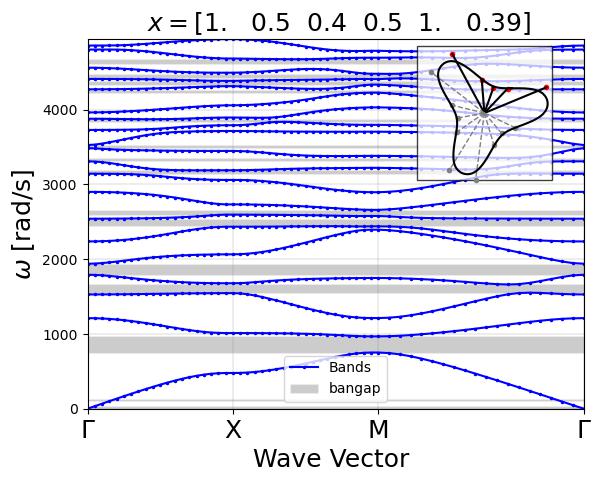 x = [1. 0.5 0.4 0.5 1. 0.39]
ω [rad/s]
4000
3000
2000
1000
0
Bands
bangap
Γ X M Γ
Wave Vector